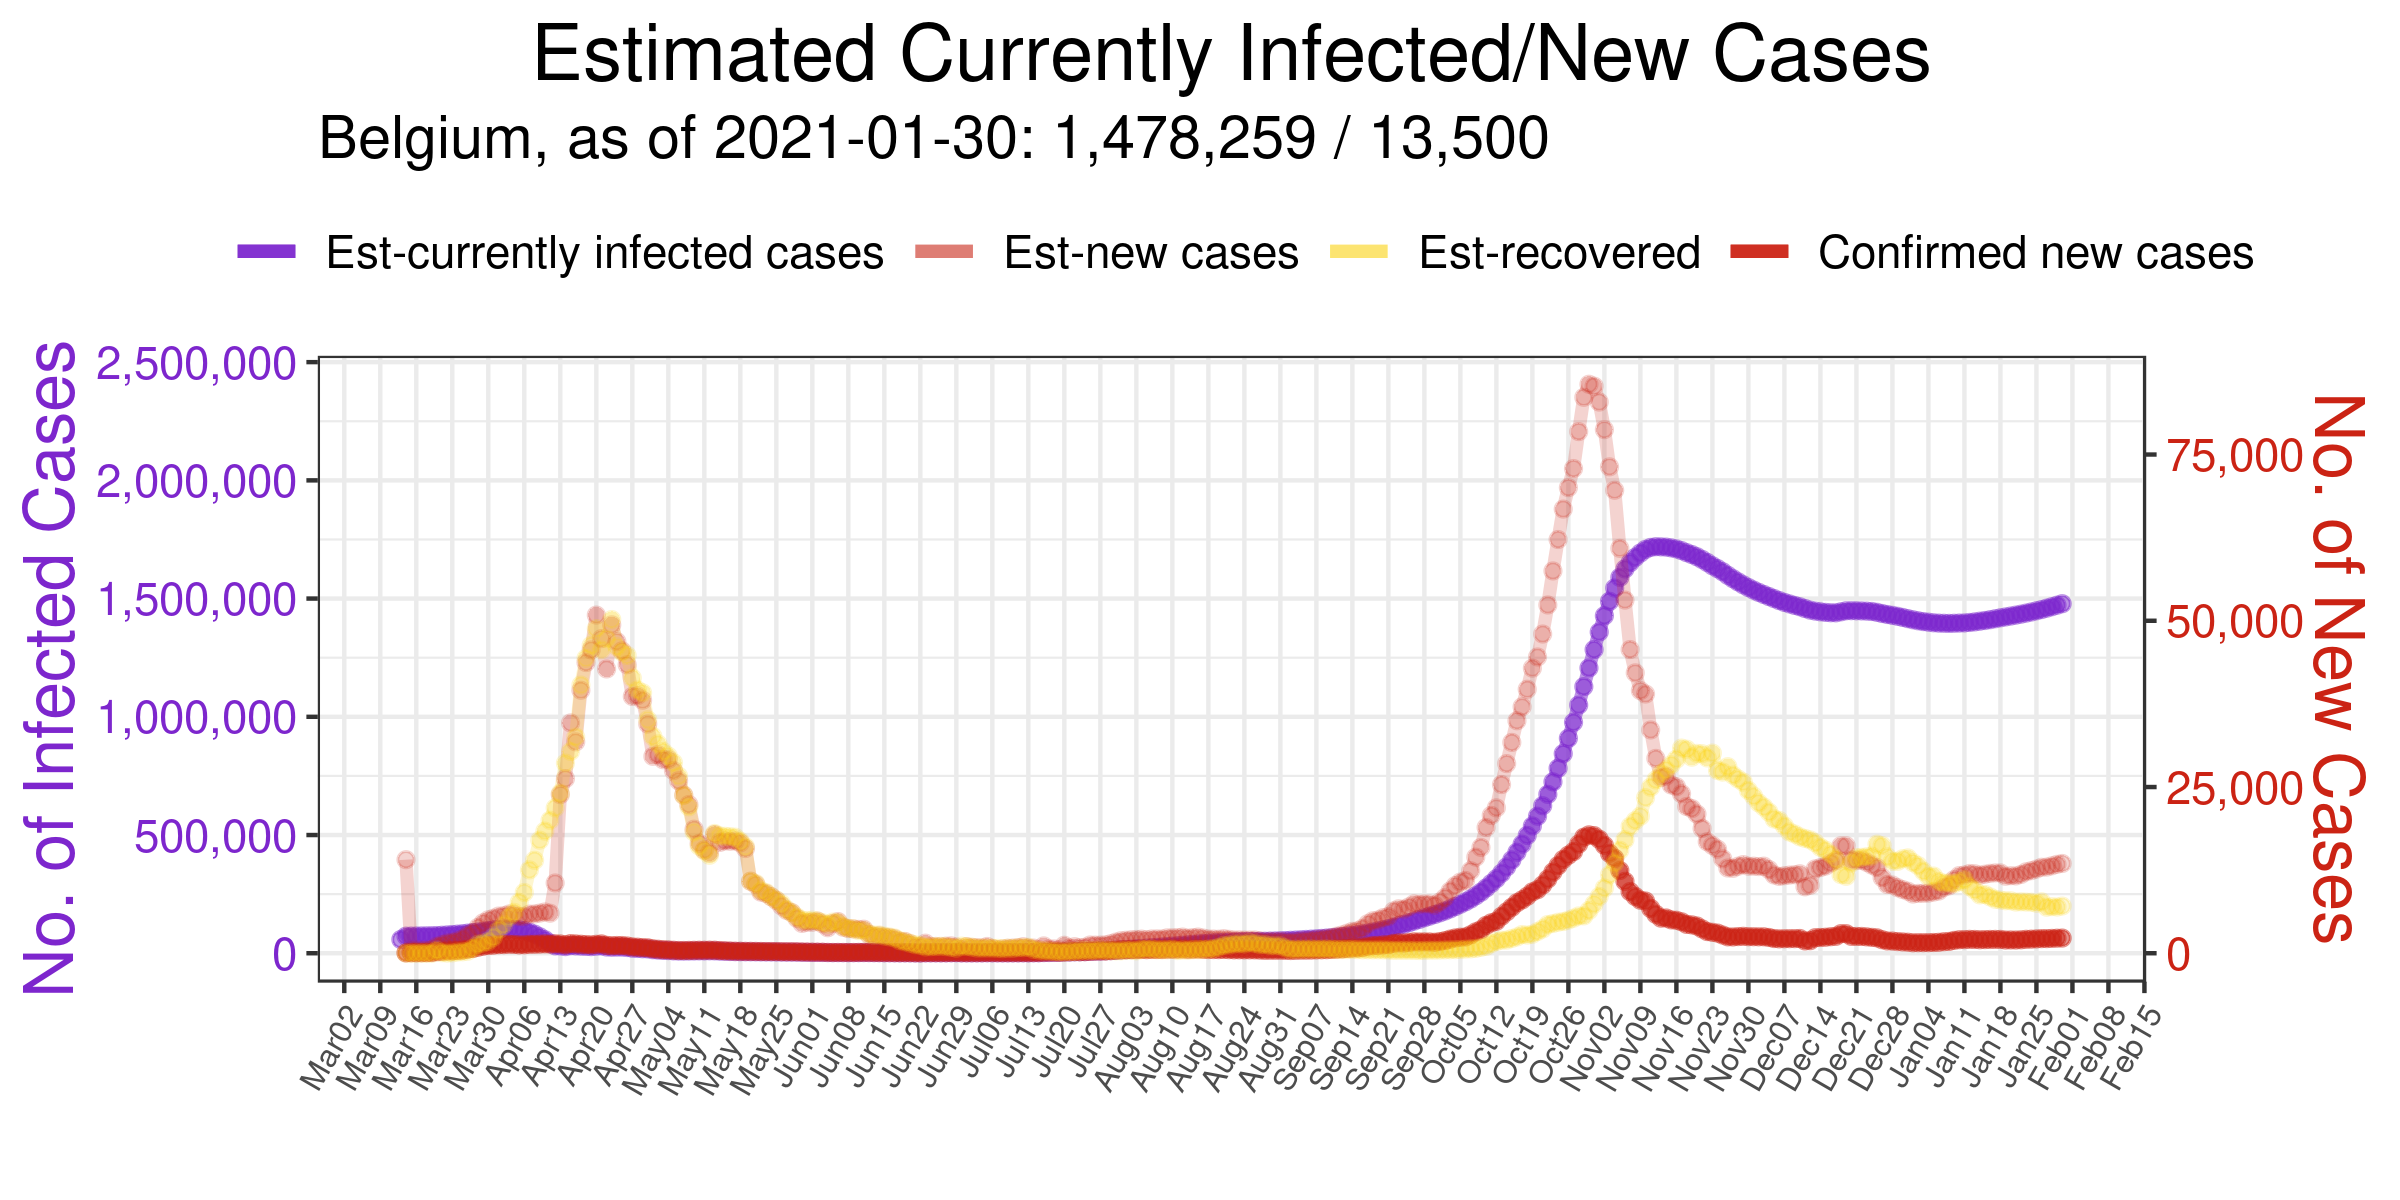 Estimated Currently Infected/New Cases
Belgium, as of 2021-01-30: 1,478,259 / 13,500
Est-currently infected cases
Est-new cases
Est-recovered
Confirmed new cases
No. of Infected Cases
2,500,000
2,000,000
1,500,000
1,000,000
500,000
0
75,000
50,000
25,000
0
No. of New Cases
Mar02
Mar09
Mar16
Mar23
Mar30
Apr06
Apr13
Apr20
Apr27
May04
May11
May18
May25
Jun01
Jun08
Jun15
Jun22
Jun29
Jul06
Jul13
Jul20
Jul27
Aug03
Aug10
Aug17
Aug24
Aug31
Sep07
Sep14
Sep21
Sep28
Oct05
Oct12
Oct19
Oct26
Nov02
Nov09
Nov16
Nov23
Nov30
Dec07
Dec14
Dec21
Dec28
Jan04
Jan11
Jan18
Jan25
Feb01
Feb08
Feb15